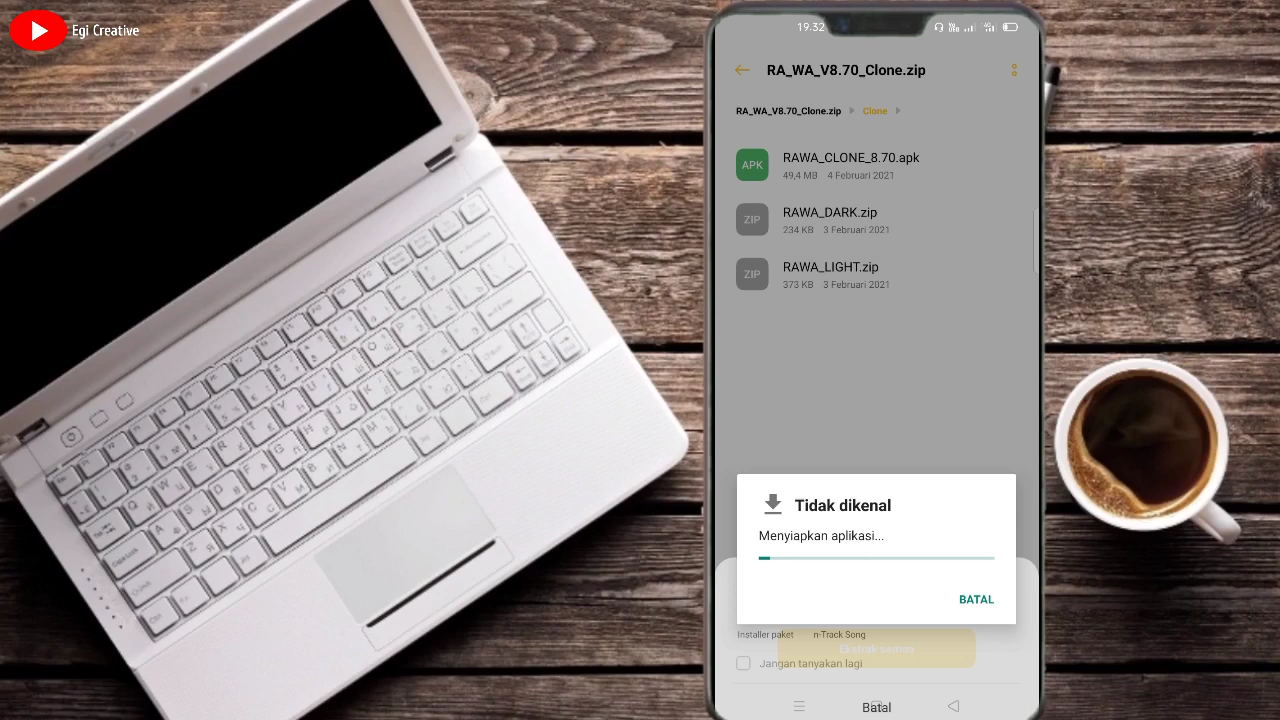 Egi Creative
19.32
RA_WA_V8.70_Clone.zip
RA_WA_V8.70_Clone.zip Clone
APK
RAWA_CLONE_8.70.apk
49,4 MB 4 Februari 2021
ZIP
RAWA_DARK.zip
234 KB 3 Februari 2021
ZIP
RAWA_LIGHT.zip
373 KB 3 Februari 2021
Tidak dikenal
Menyiapkan aplikasi...
BATAL
Installer paket n-Track Song
Ekstrak semua
Jangan tanyakan lagi
Batal